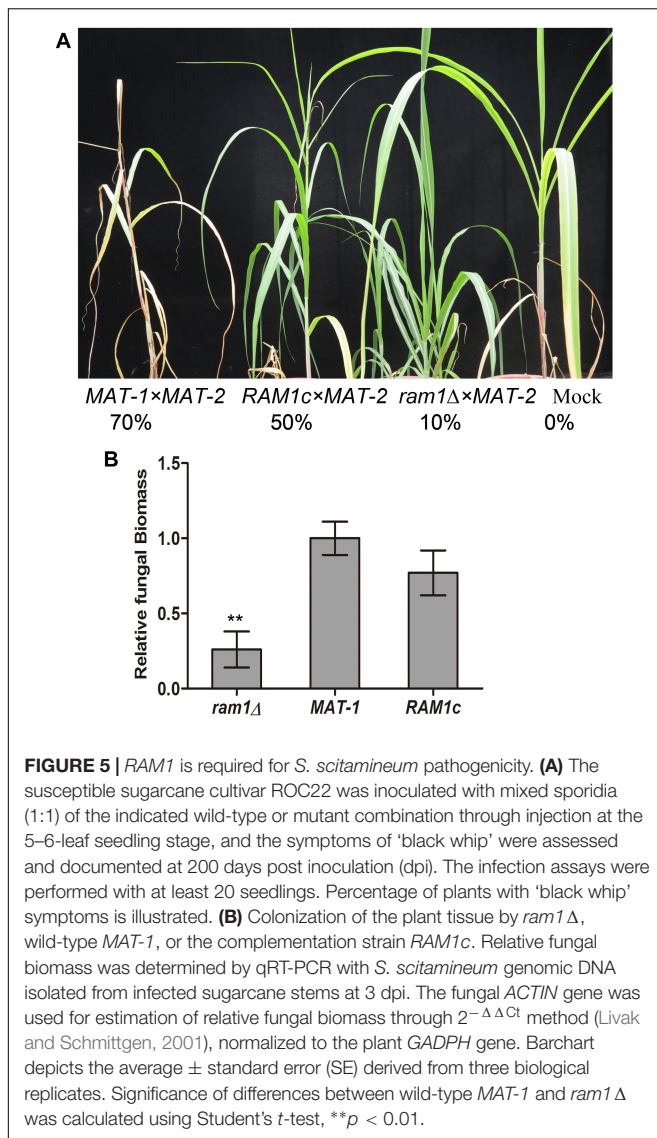 A
MAT-1×MAT-2 RAM1c×MAT-2 ram1Δ×MAT-2 Mock
70% 50% 10% 0%
B
Relative fungal Biomass
1.5
1.0
0.5
0.0
**
ram1Δ MAT-1 RAM1c
FIGURE 5 | RAM1 is required for S. scitamineum pathogenicity. (A) The
susceptible sugarcane cultivar ROC22 was inoculated with mixed sporidia
(1:1) of the indicated wild-type or mutant combination through injection at the
5–6-leaf seedling stage, and the symptoms of ‘black whip’ were assessed
and documented at 200 days post inoculation (dpi). The infection assays were
performed with at least 20 seedlings. Percentage of plants with ‘black whip’
symptoms is illustrated. (B) Colonization of the plant tissue by ram1Δ,
wild-type MAT-1, or the complementation strain RAM1c. Relative fungal
biomass was determined by qRT-PCR with S. scitamineum genomic DNA
isolated from infected sugarcane stems at 3 dpi. The fungal ACTIN gene was
used for estimation of relative fungal biomass through 2−ΔΔCt method (Livak
and Schmittgen, 2001), normalized to the plant GADPH gene. Barchart
depicts the average ± standard error (SE) derived from three biological
replicates. Significance of differences between wild-type MAT-1 and ram1Δ
was calculated using Student’s t-test, **p < 0.01.